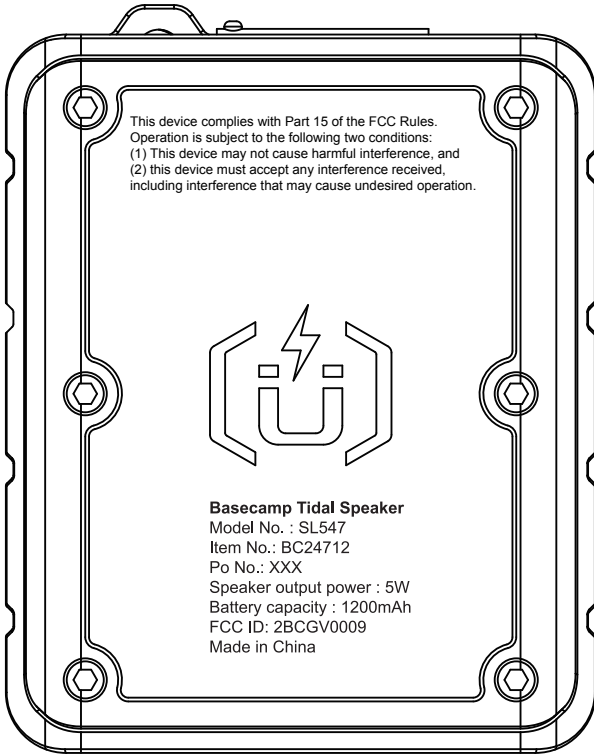 This device complies with Part 15 of the FCC Rules.
Operation is subject to the following two conditions:
(1) This device may not cause harmful interference, and
(2) this device must accept any interference received,
including interference that may cause undesired operation.
Basecamp Tidal Speaker
Model No. : SL547
Item No.: BC24712
Po No.: XXX
Speaker output power : 5W
Battery capacity : 1200mAh
FCC ID: 2BCGV0009
Made in China